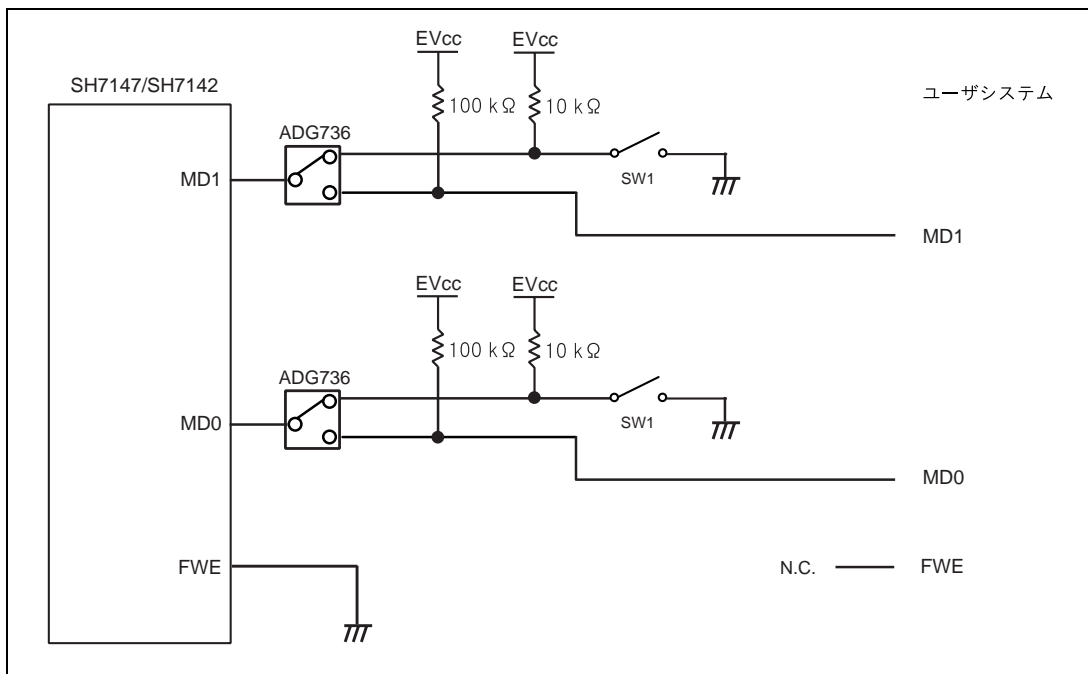 EVcc EVcc
SH7147/SH7142
ユーザシステム
100 kΩ 10 kΩ
ADG736
MD1
SW1
MD1
EVcc EVcc
100 kΩ 10 kΩ
ADG736
MD0
SW1
MD0
FWE
N.C. FWE